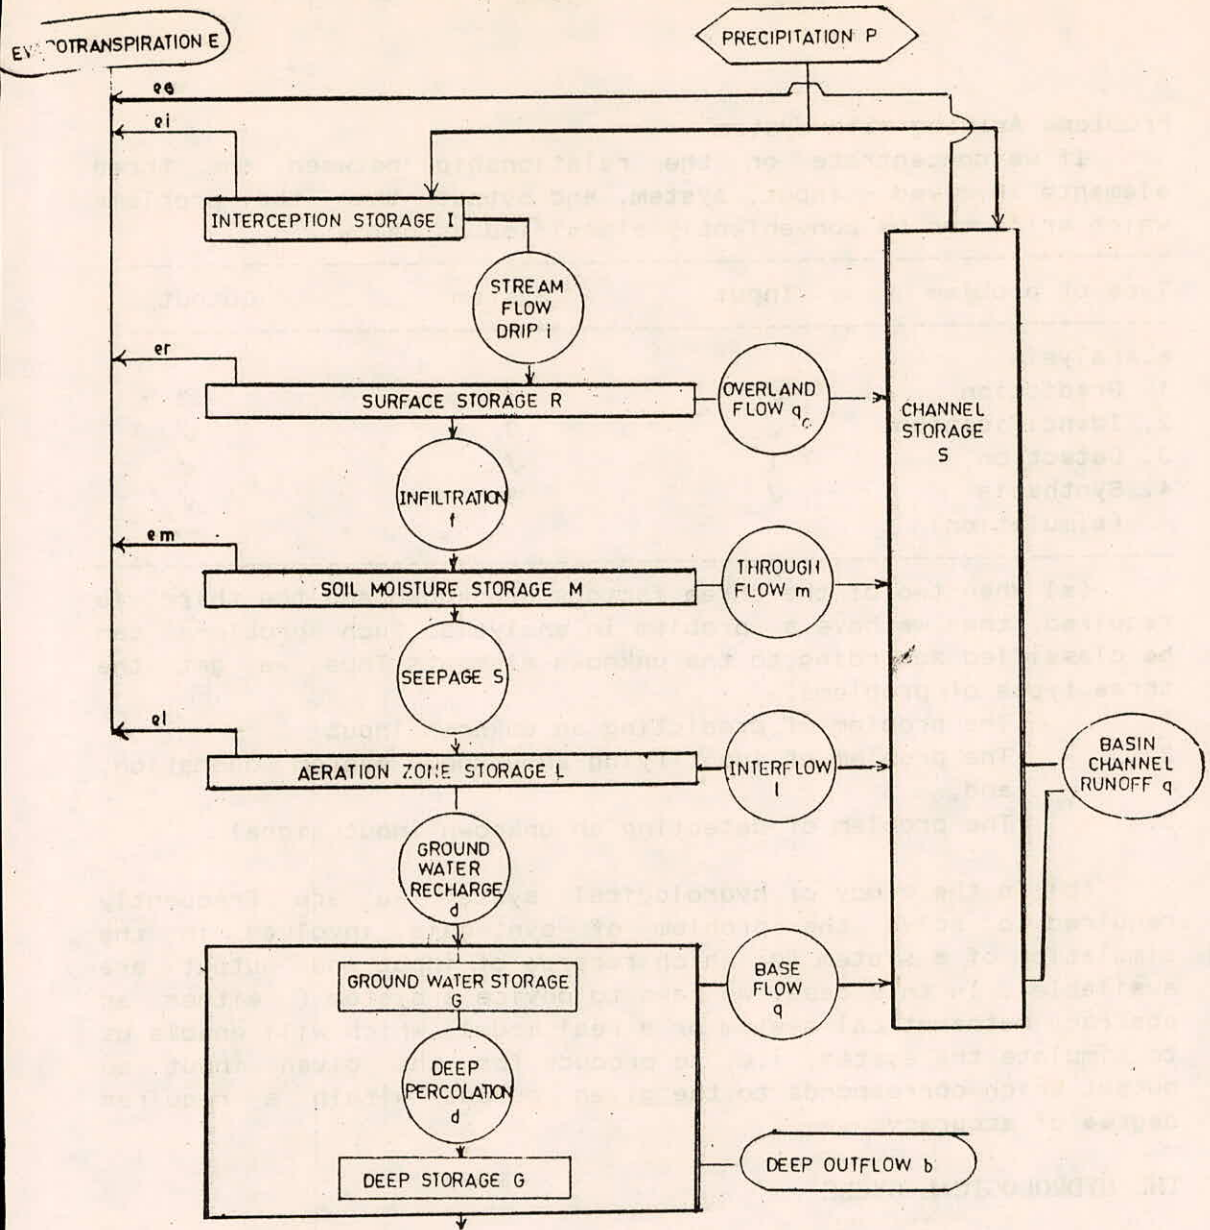 EVAPOTRANSPIRATION E
PRECIPITATION P
es
ei
INTERCEPTION STORAGE I
STREAM
FLOW
DRIP i
er
SURFACE STORAGE R
OVERLAND
FLOW qc
CHANNEL
STORAGE
S
INFILTRATION
f
em
SOIL MOISTURE STORAGE M
THROUGH
FLOW m
SEEPAGE S
el
AERATION ZONE STORAGE L
INTERFLOW
l
BASIN
CHANNEL
RUNOFF q
GROUND
WATER
RECHARGE
d
GROUND WATER STORAGE
G
BASE
FLOW
q
DEEP
PERCOLATION
d
DEEP STORAGE G
DEEP OUTFLOW b